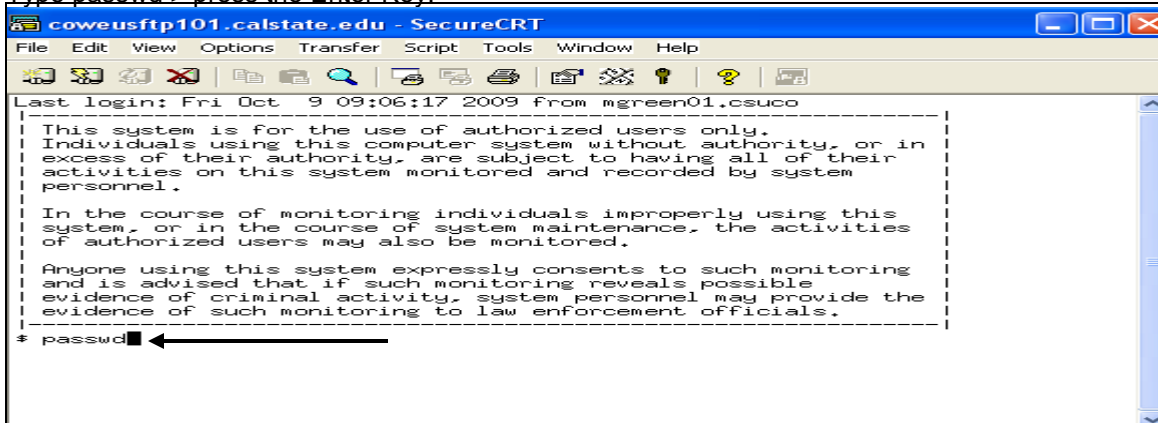 Type passwd > press the Enter Key.
coweusftp101.calstate.edu - SecureCRT
File Edit View Options Transfer Script Tools Window Help
Last login: Fri Oct  9 09:06:17 2009 from mgreen01.csuco
This system is for the use of authorized users only.
Individuals using this computer system without authority, or in
excess of their authority, are subject to having all of their
activities on this system monitored and recorded by system
personnel.
In the course of monitoring individuals improperly using this
system, or in the course of system maintenance, the activities
of authorized users may also be monitored.
Anyone using this system expressly consents to such monitoring
and is advised that if such monitoring reveals possible
evidence of criminal activity, system personnel may provide the
evidence of such monitoring to law enforcement officials.
* passwd